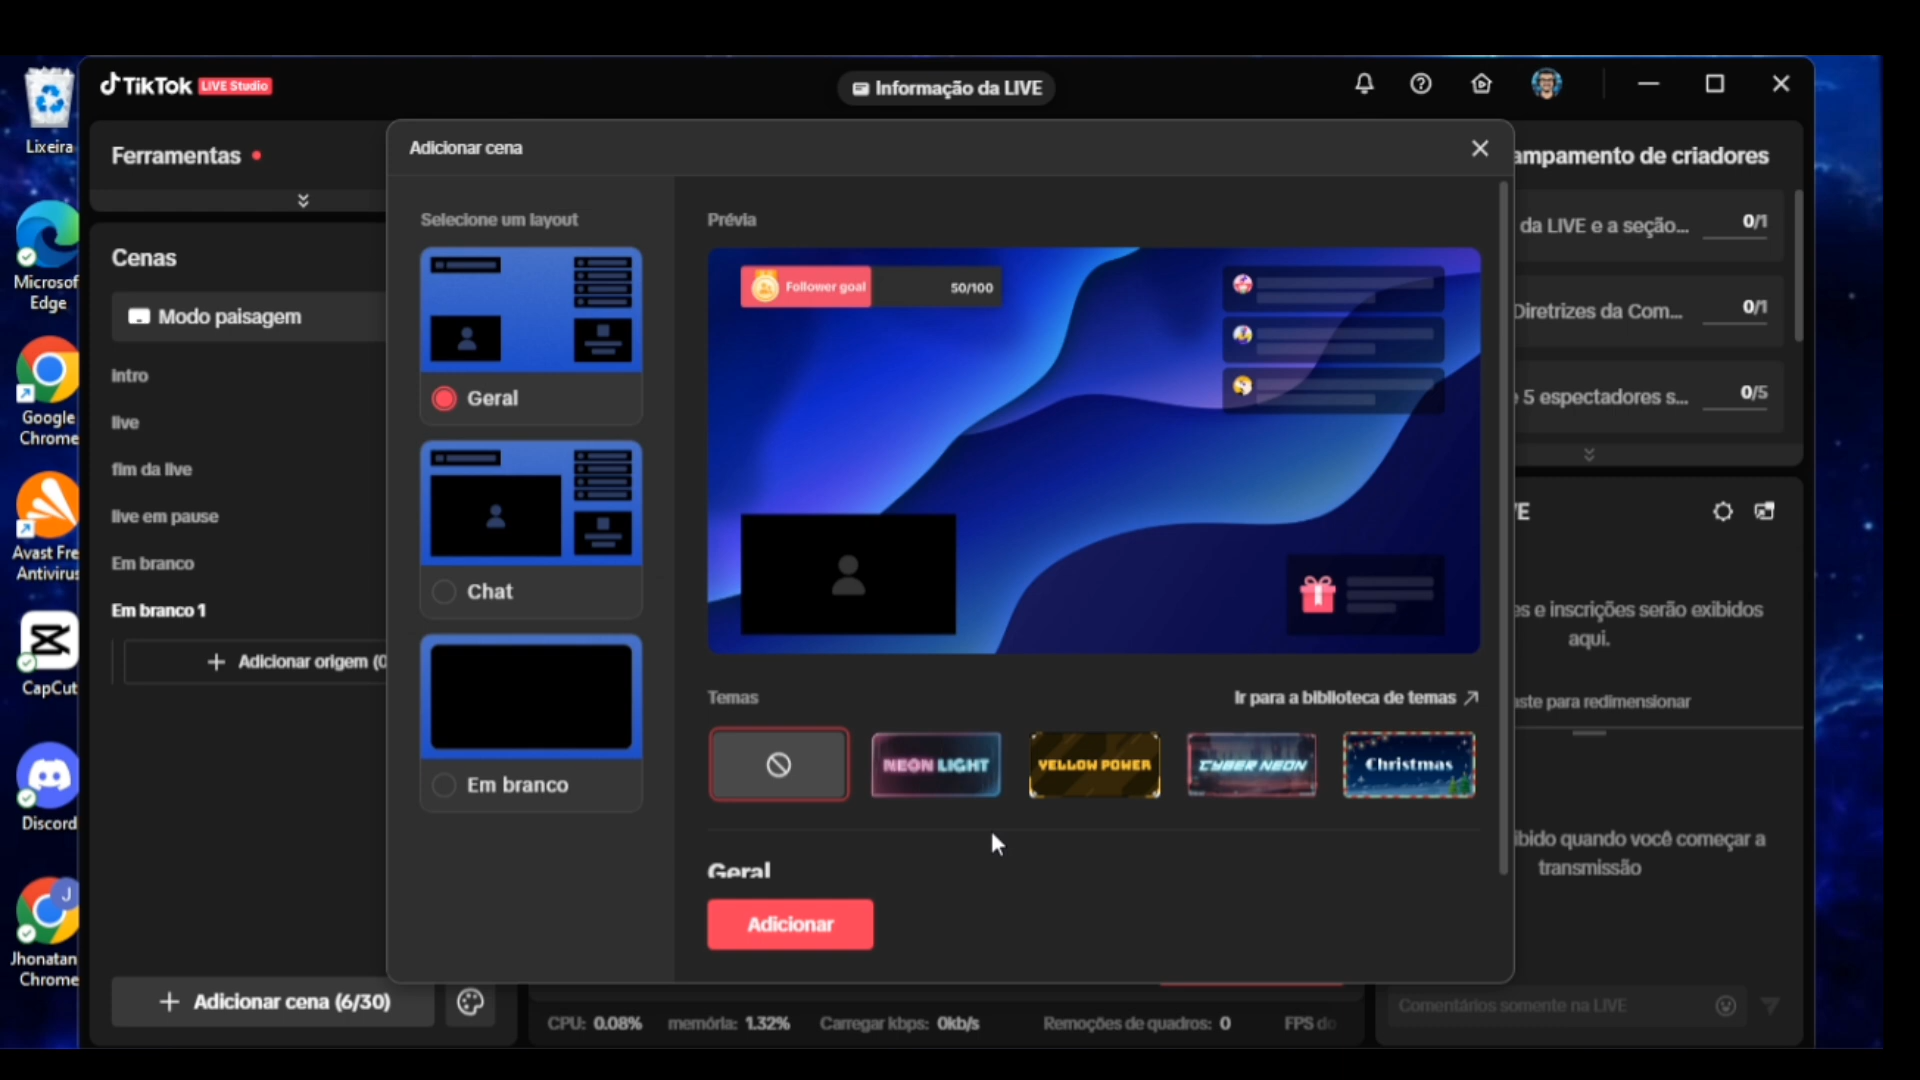 Lixeira
Microsof
Edge
Google
Chrome
Avast Fre
Antivirus
CapCut
Discord
J
Jhonatan
Chrome
TikTok LIVE Studio
Informação da LIVE
Ferramentas
Cenas
Modo paisagem
intro
live
fim da live
live em pause
Em branco
Em branco 1
Adicionar origem (0
Adicionar cena (6/30)
Adicionar cena
Selecione um layout
Geral
Chat
Em branco
Prévia
Follower goal
50/100
Temas
Ir para a biblioteca de temas
NEON LIGHT
YELLOW POWER
CYBER NEON
Christmas
Geral
Adicionar
CPU: 0.08%
memória: 1.32%
Carregar kbps: 0kb/s
Remoções de quadros: 0
FPS do
ampamento de criadores
da LIVE e a seção...
0/1
Diretrizes da Com...
0/1
5 espectadores s...
0/5
E
es e inscrições serão exibidos
aqui.
aste para redimensionar
ibido quando você começar a
transmissão
Comentários somente na LIVE